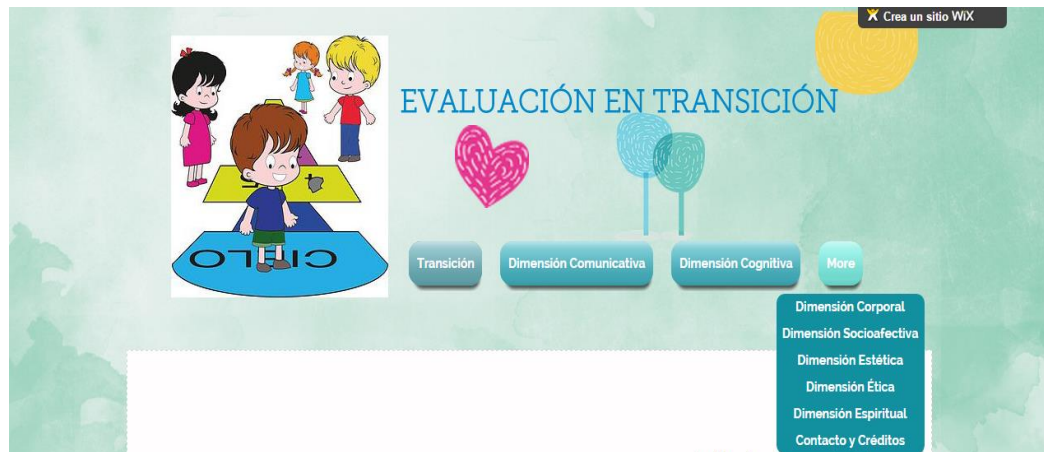 Crea un sitio WiX
EVALUACIÓN EN TRANSICIÓN
CIELO
Transición
Dimensión Comunicativa
Dimensión Cognitiva
More
Dimensión Corporal
Dimensión Socioafectiva
Dimensión Estética
Dimensión Ética
Dimensión Espiritual
Contacto y Créditos